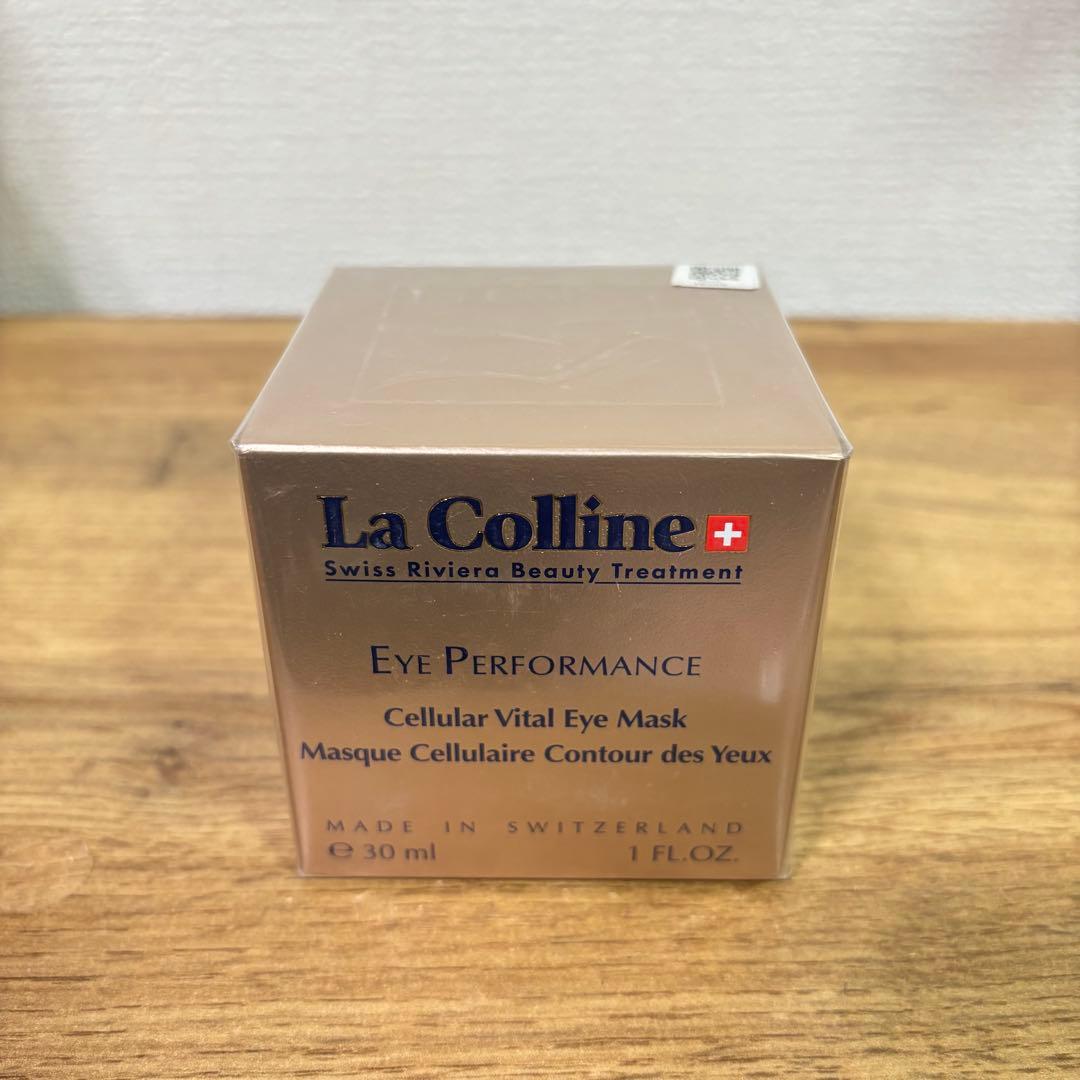 La Colline
Swiss Riviera Beauty Treatment
EYE PERFORMANCE
Cellular Vital Eye Mask
Masque Cellulaire Contour des Yeux
MADE IN SWITZERLAND
℮ 30 ml 1 FL.OZ.